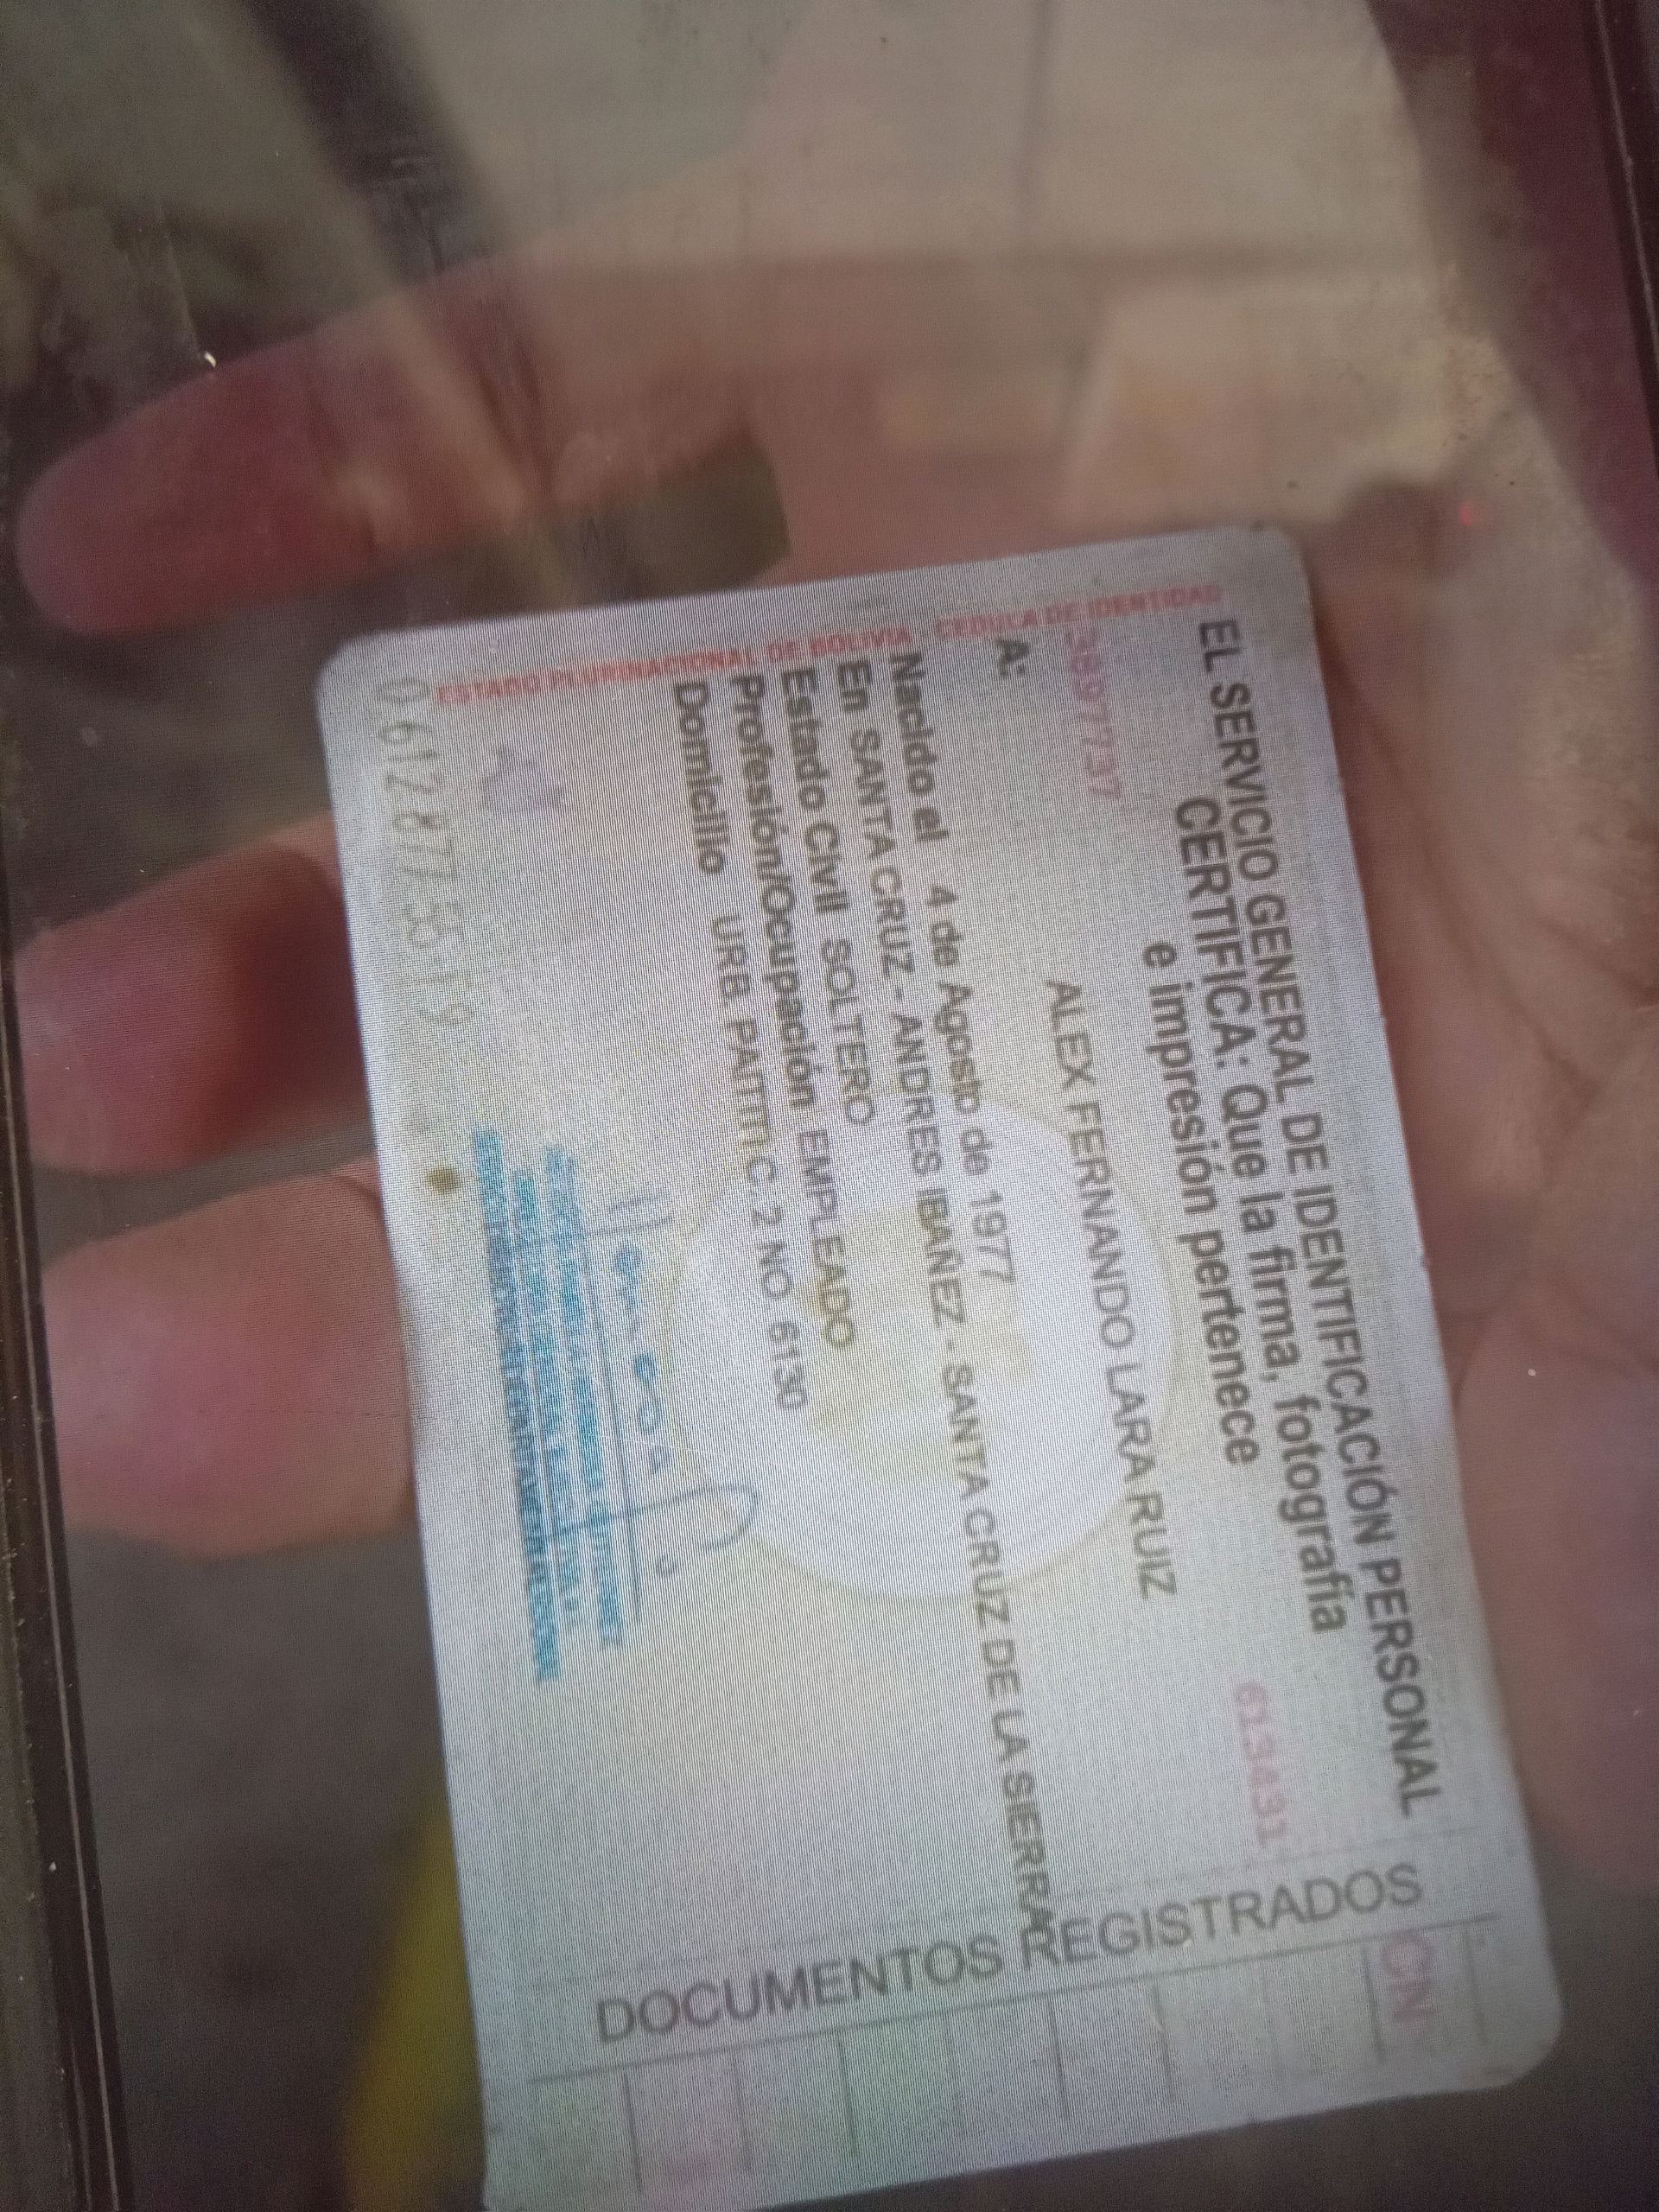 EL SERVICIO GENERAL DE IDENTIFICACIÓN PERSONAL
CERTIFICA: Que la firma, fotografía
e impresión pertenece
3897737
613431
A: ALEX FERNANDO LARA RUIZ
Nacido el 4 de Agosto de 1977
En SANTA CRUZ - ANDRES IBAÑEZ - SANTA CRUZ DE LA SIERRA
Estado Civil SOLTERO
Profesión/Ocupación EMPLEADO
Domicilio URB. PAITITI C.2 NO 6130
ESTADO PLURINACIONAL DE BOLIVIA - CEDULA DE IDENTIDAD
DOCUMENTOS REGISTRADOS
CN